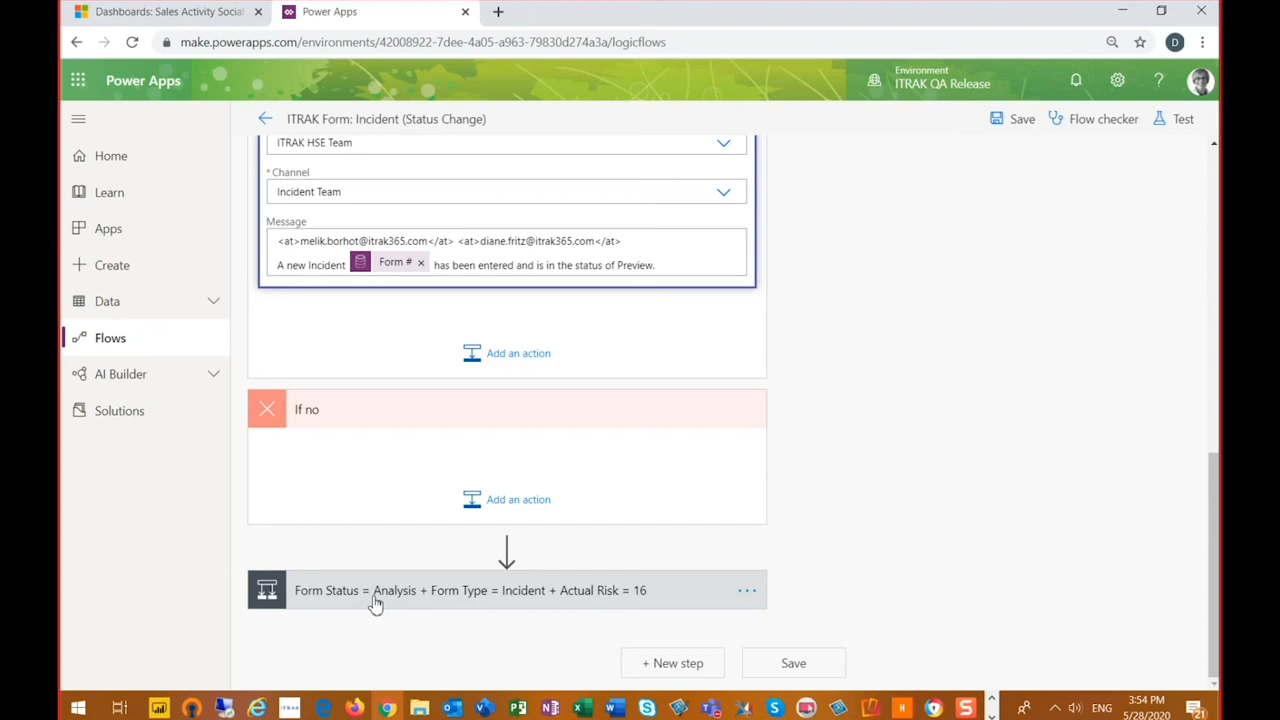 Dashboards: Sales Activity Social
Power Apps
make.powerapps.com/environments/42008922-7dee-4a05-a963-79830d274a3a/logicflows
D
Power Apps
Environment
ITRAK QA Release
ITRAK Form: Incident (Status Change)
Save
Flow checker
Test
Home
Learn
Apps
Create
Data
Flows
AI Builder
Solutions
ITRAK HSE Team
* Channel
Incident Team
Message
<at>melik.borhot@itrak365.com</at> <at>diane.fritz@itrak365.com</at>
A new Incident Form # × has been entered and is in the status of Preview.
Add an action
If no
Add an action
Form Status = Analysis + Form Type = Incident + Actual Risk = 16
+ New step
Save
ENG
3:54 PM
5/28/2020
21